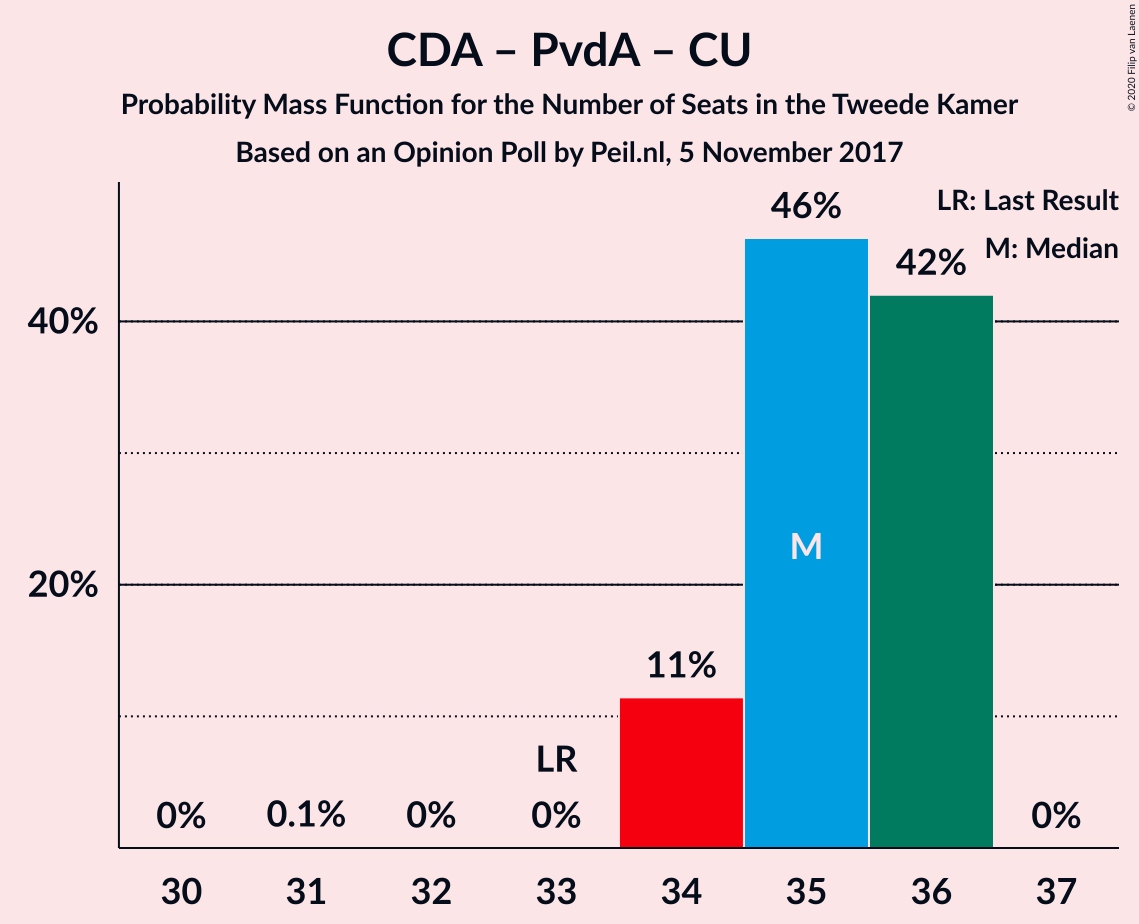 CDA – PvdA – CU
Probability Mass Function for the Number of Seats in the Tweede Kamer
Based on an Opinion Poll by Peil.nl, 5 November 2017
© 2020 Filip van Laenen
LR: Last Result
M: Median
46%
42%
40%
M
20%
11%
LR
0% 0.1% 0% 0% 0%
30 31 32 33 34 35 36 37